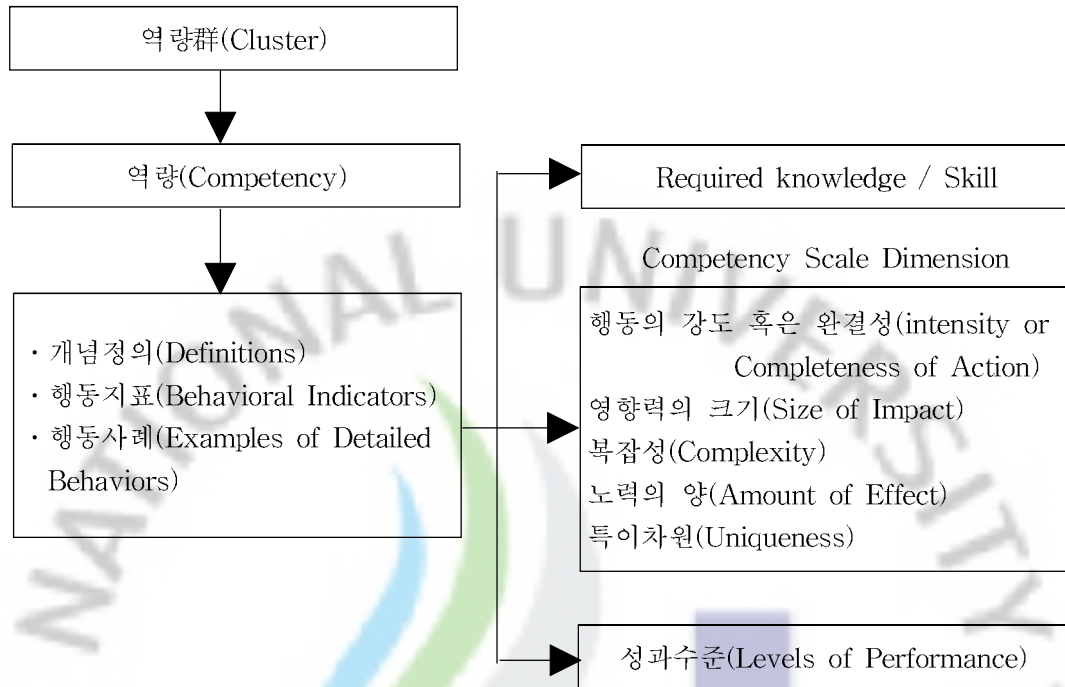 역량群(Cluster)
역량(Competency)
· 개념정의(Definitions)
· 행동지표(Behavioral Indicators)
· 행동사례(Examples of Detailed
Behaviors)
Required knowledge / Skill
Competency Scale Dimension
행동의 강도 혹은 완결성(intensity or
Completeness of Action)
영향력의 크기(Size of Impact)
복잡성(Complexity)
노력의 양(Amount of Effect)
특이차원(Uniqueness)
성과수준(Levels of Performance)
NATIONAL UNIVERSITY